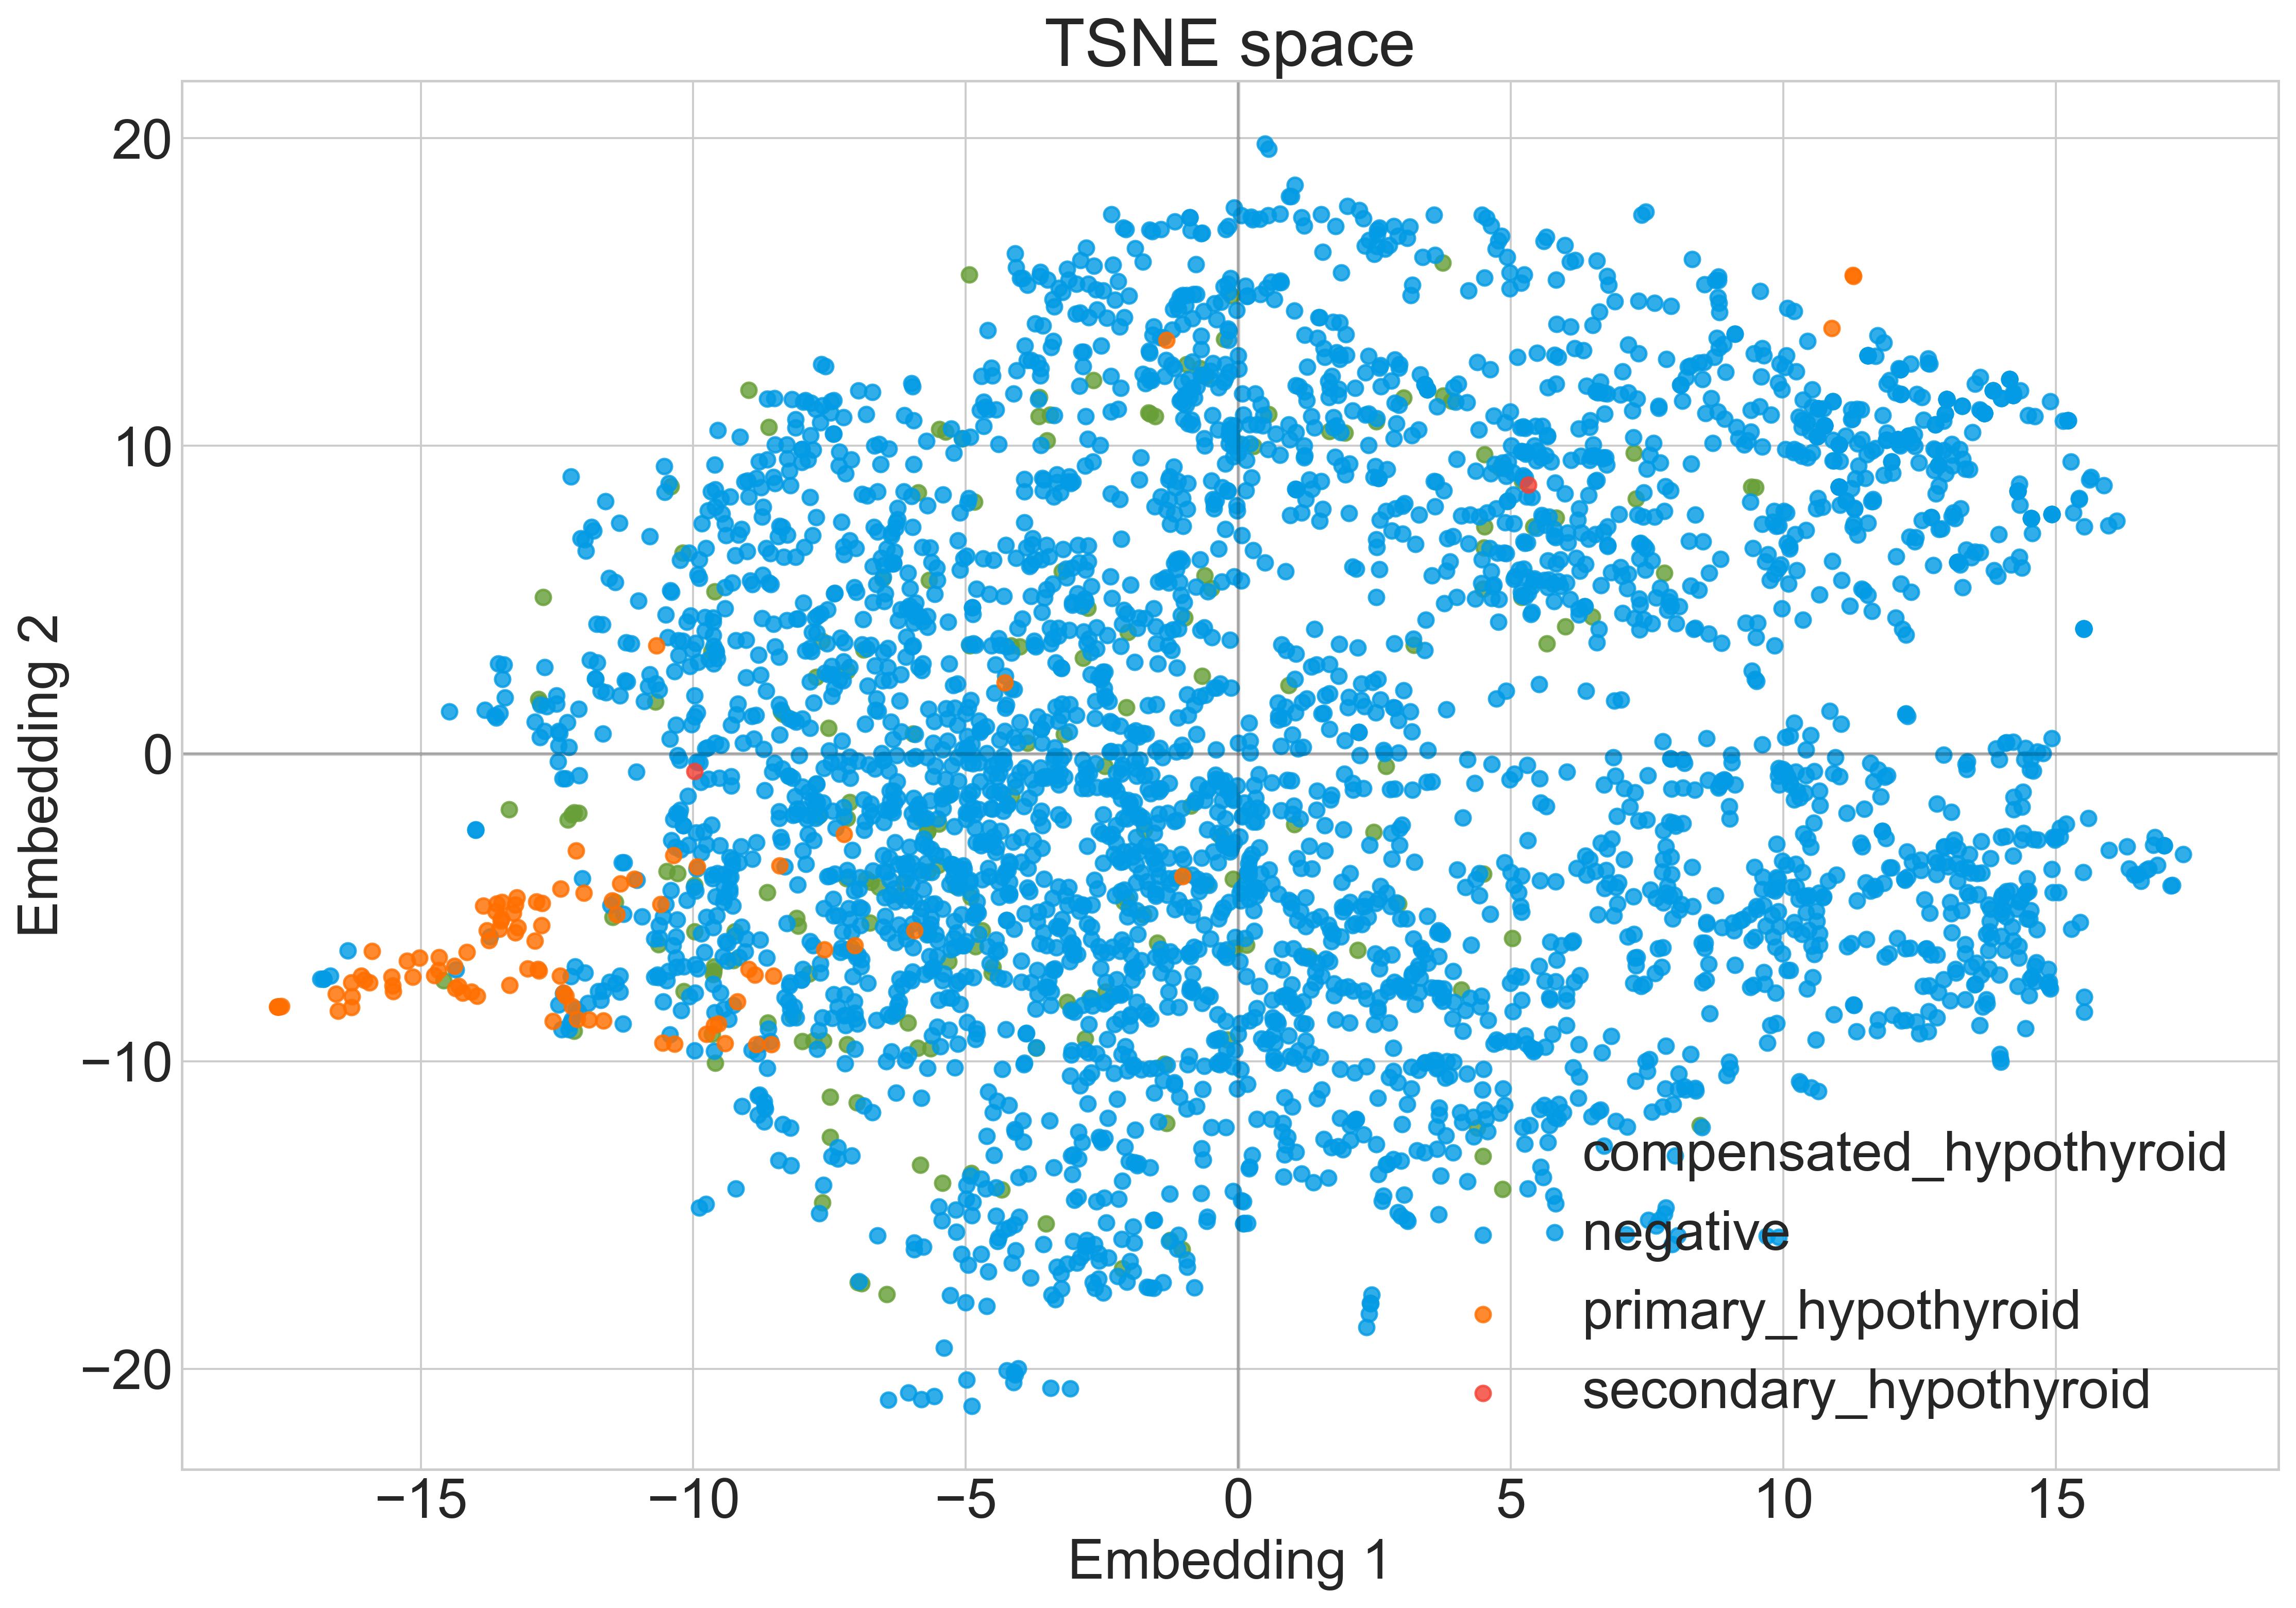 TSNE space
20
10
0
−10
−20
Embedding 2
compensated_hypothyroid
negative
primary_hypothyroid
secondary_hypothyroid
−15 −10 −5 0 5 10 15
Embedding 1